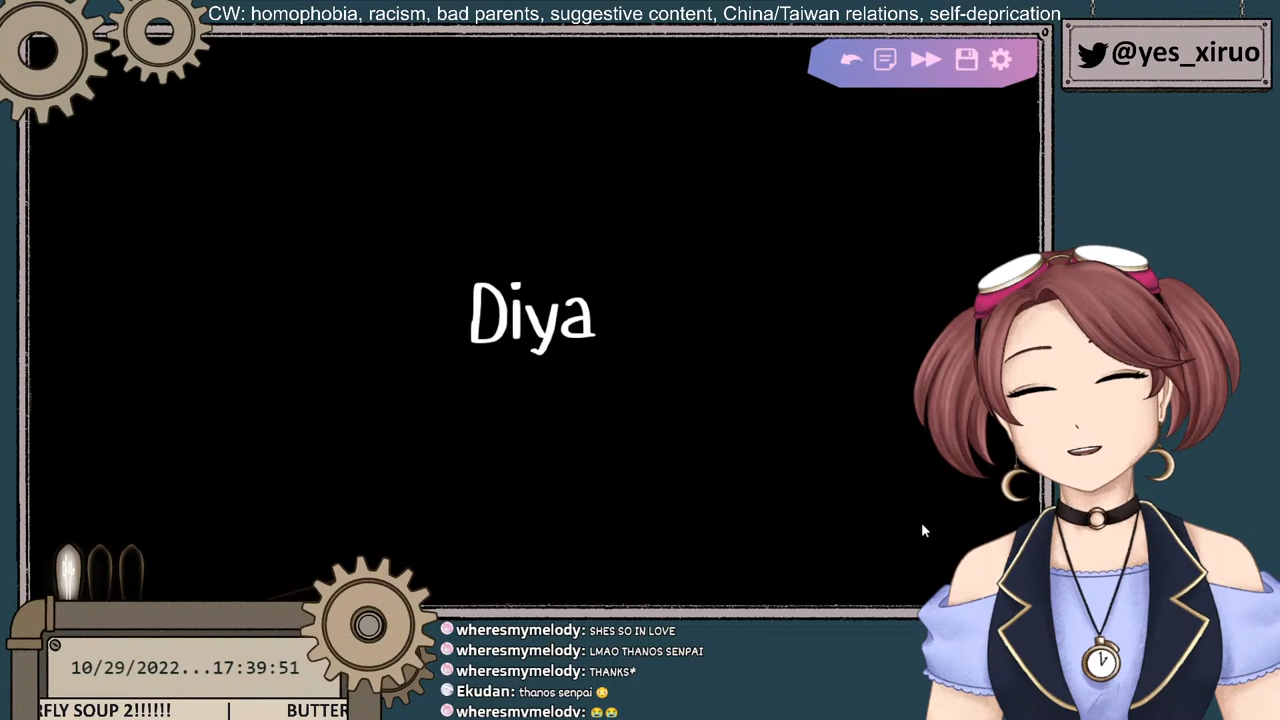 CW: homophobia, racism, bad parents, suggestive content, China/Taiwan relations, self-deprication
@yes_xiruo
Diya
10/29/2022...17:39:51
RFLY SOUP 2!!!!!! | BUTTER
wheresmymelody: SHES SO IN LOVE
wheresmymelody: LMAO THANOS SENPAI
wheresmymelody: THANKS*
Ekudan: thanos senpai 😳
wheresmymelody: 😭😭